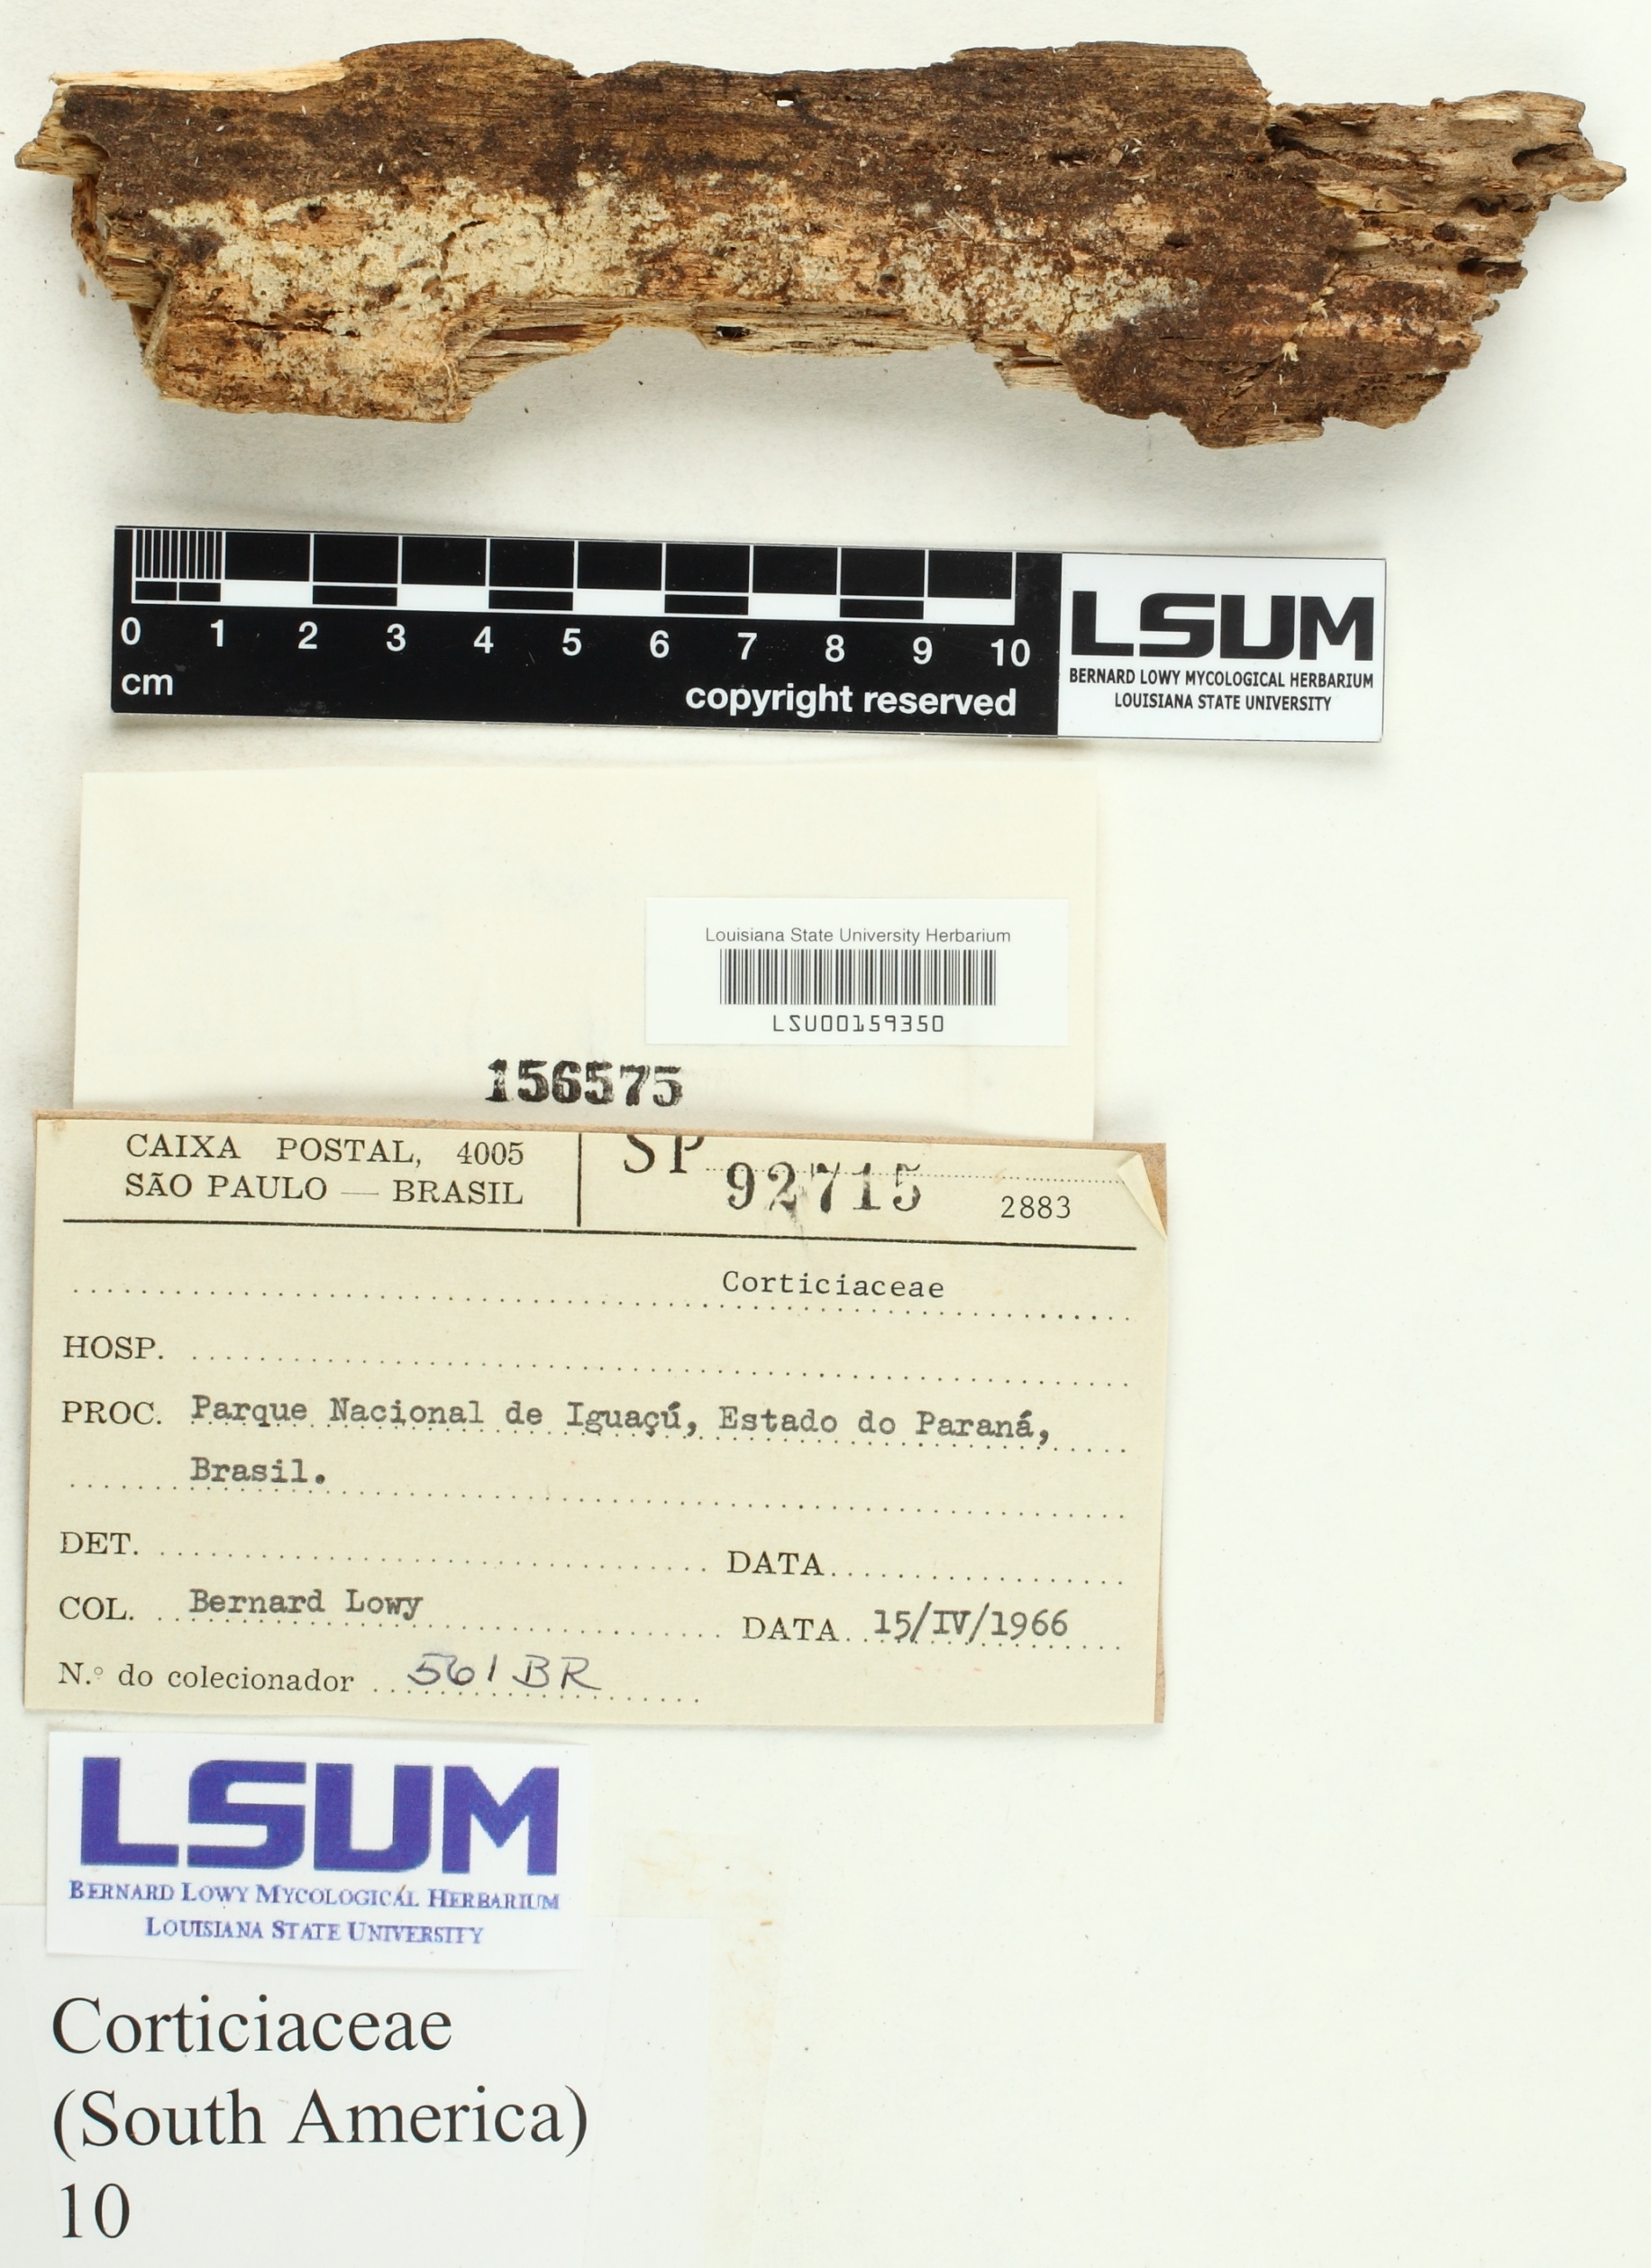 0 1 2 3 4 5 6 7 8 9 10
cm
copyright reserved
LSUM
BERNARD LOWY MYCOLOGICAL HERBARIUM
LOUISIANA STATE UNIVERSITY
Louisiana State University Herbarium
LSU00159350
156575
CAIXA POSTAL, 4005
SÃO PAULO — BRASIL
SP 92715 2883
Corticiaceae
HOSP.
PROC. Parque Nacional de Iguaçú, Estado do Paraná,
Brasil.
DET. DATA
COL. Bernard Lowy DATA 15/IV/1966
N.º do colecionador 561 BR
LSUM
BERNARD LOWY MYCOLOGICAL HERBARIUM
LOUISIANA STATE UNIVERSITY
Corticiaceae
(South America)
10